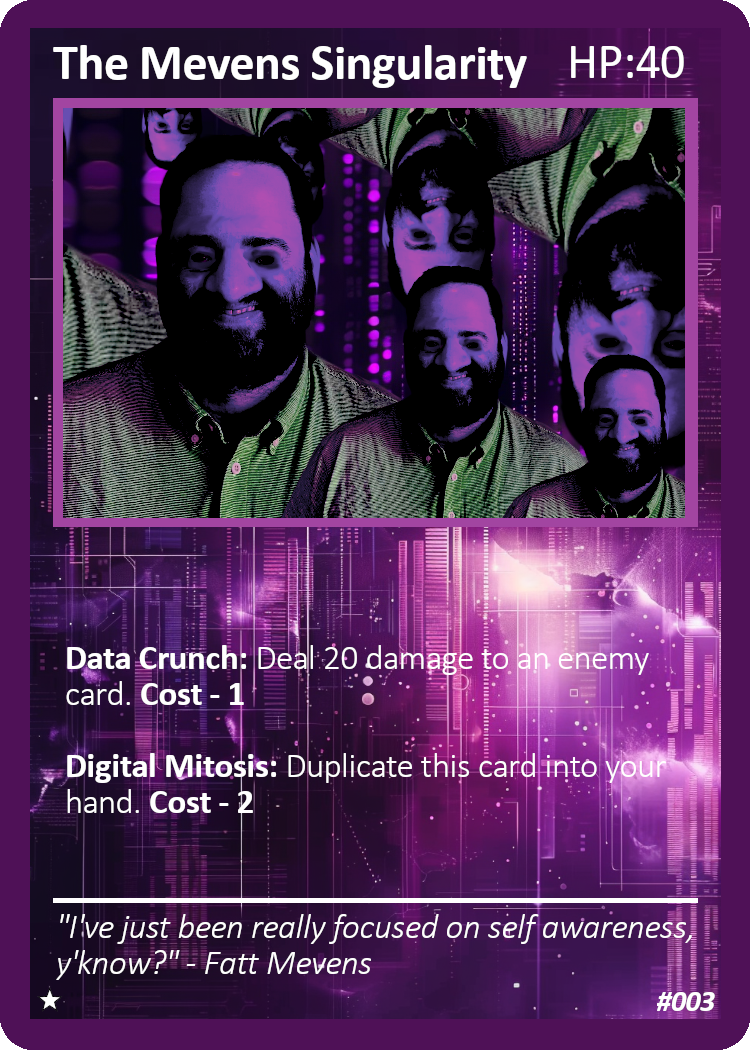 The Mevens Singularity HP:40
Data Crunch: Deal 20 damage to an enemy
card. Cost - 1
Digital Mitosis: Duplicate this card into your
hand. Cost - 2
"I've just been really focused on self awareness,
y'know?" - Fatt Mevens
#003